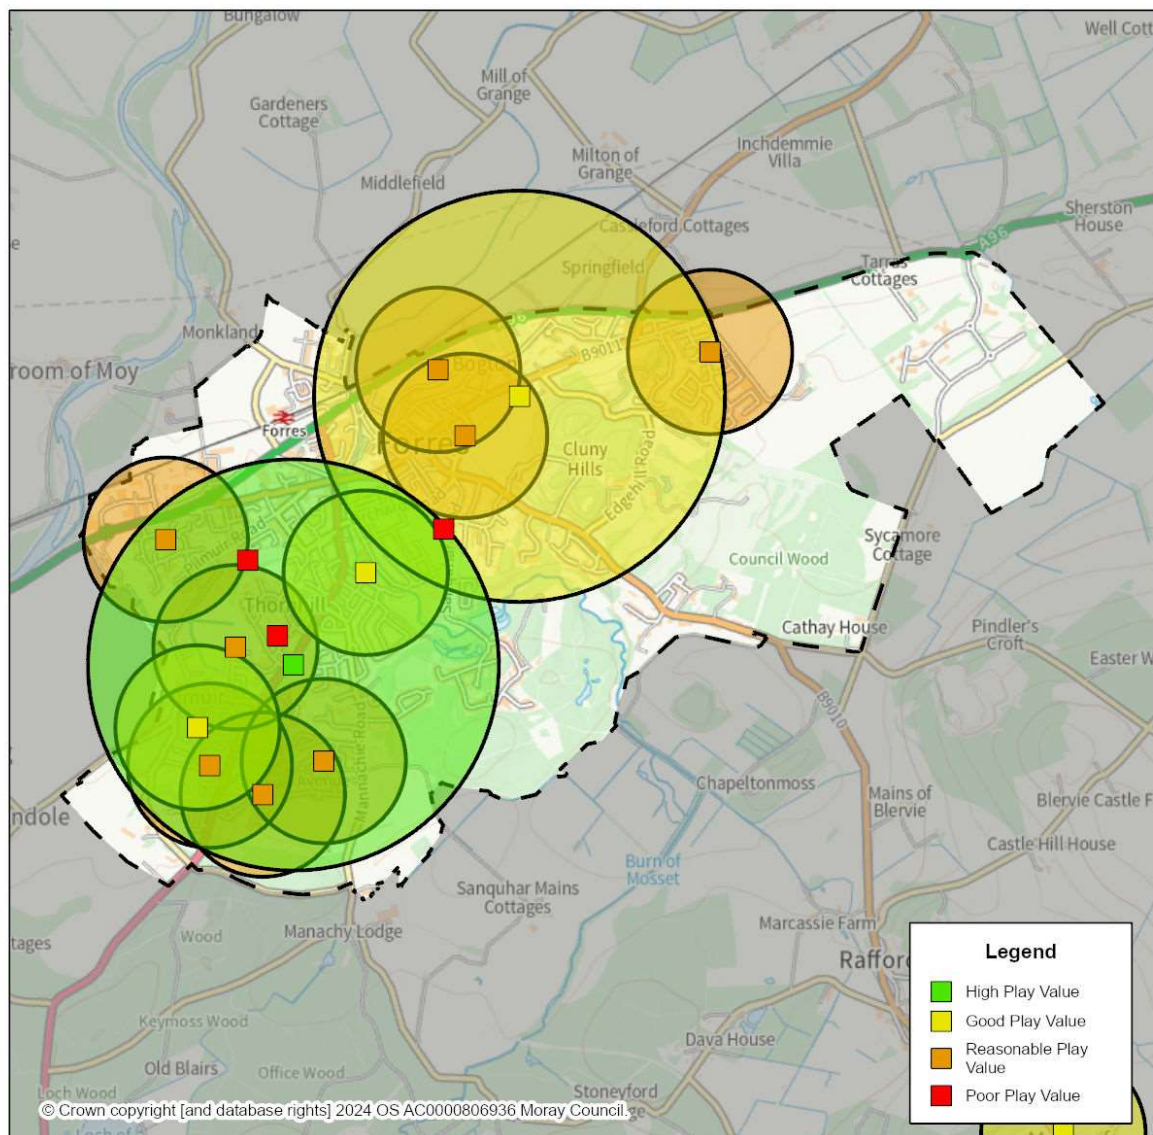 Bungalow
Well Cott
Mill of
Grange
Gardeners
Cottage
Inchdemmie
Villa
Milton of
Grange
Middlefield
Sherston
House
Castleford Cottages
A96
Springfield
Tarras
Cottages
Monkland
B9011
room of Moy
Forres
Forres
Cluny
Hills
Edgehill Road
Sycamore
Cottage
Council Wood
Thornhill
Cathay House
Pindler's
Croft
Easter W
B9010
Mannachie Road
Chapeltonmoss
Mains of
Blervie
Blervie Castle F
ndole
Castle Hill House
Burn of
Mosset
Sanquhar Mains
Cottages
Marcassie Farm
Wood
Manachy Lodge
tages
Raffor
Keymoss Wood
Dava House
Old Blairs
Office Wood
Loch Wood
Stoneyford
Loch of
Legend
High Play Value
Good Play Value
Reasonable Play
Value
Poor Play Value
© Crown copyright [and database rights] 2024 OS AC0000806936 Moray Council.